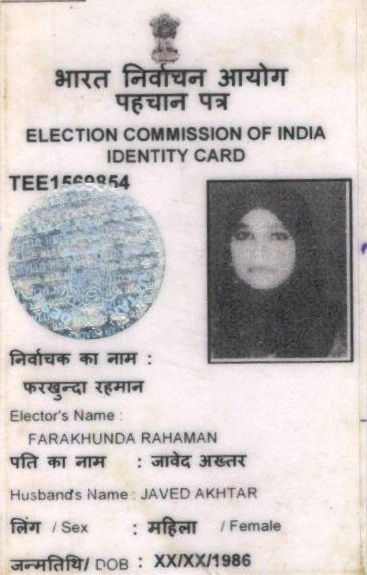 भारत निर्वाचन आयोग
पहचान पत्र
ELECTION COMMISSION OF INDIA
IDENTITY CARD
TEE1569854
निर्वाचक का नाम :
फरखुन्दा रहमान
Elector's Name :
FARAKHUNDA RAHAMAN
पति का नाम : जावेद अख्तर
Husband's Name : JAVED AKHTAR
लिंग / Sex : महिला / Female
जन्मतिथि/ DOB : XX/XX/1986